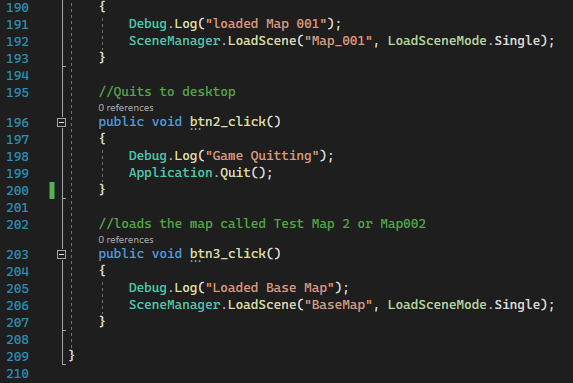 190 {
191 Debug.Log("loaded Map 001");
192 SceneManager.LoadScene("Map_001", LoadSceneMode.Single);
193 }
194
195 //Quits to desktop
0 references
196 public void btn2_click()
197 {
198 Debug.Log("Game Quitting");
199 Application.Quit();
200 }
201
202 //loads the map called Test Map 2 or Map002
0 references
203 public void btn3_click()
204 {
205 Debug.Log("Loaded Base Map");
206 SceneManager.LoadScene("BaseMap", LoadSceneMode.Single);
207 }
208
209 }
210